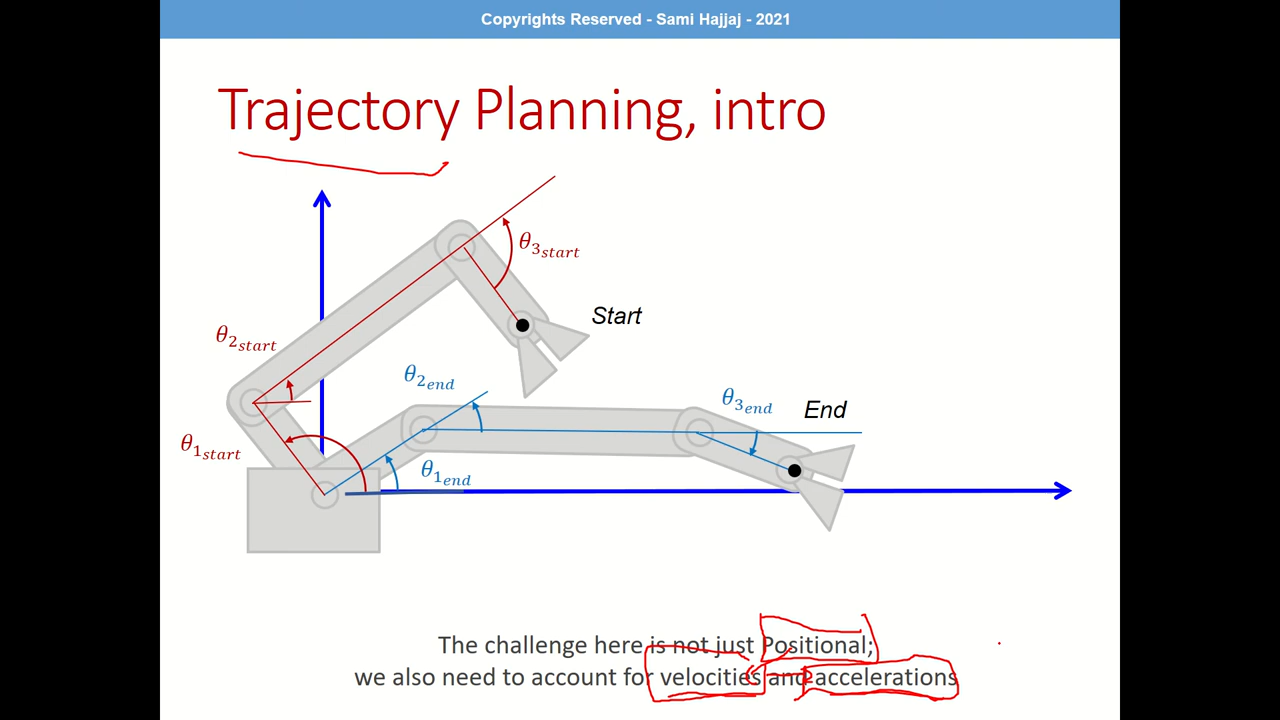 Copyrights Reserved - Sami Hajjaj - 2021
Trajectory Planning, intro
θ3start
Start
θ2start
θ2end
θ3end
End
θ1start
θ1end
The challenge here is not just Positional;
we also need to account for velocities and accelerations